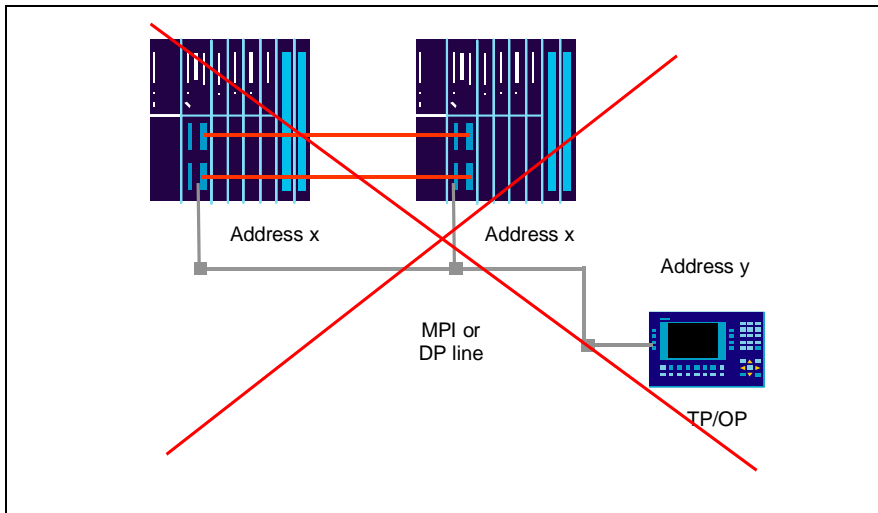 Address x
Address x
Address y
MPI or
DP line
TP/OP